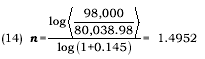 (14) n = log⟨98,000 / 80,038.98⟩ / log(1+0.145) = 1.4952